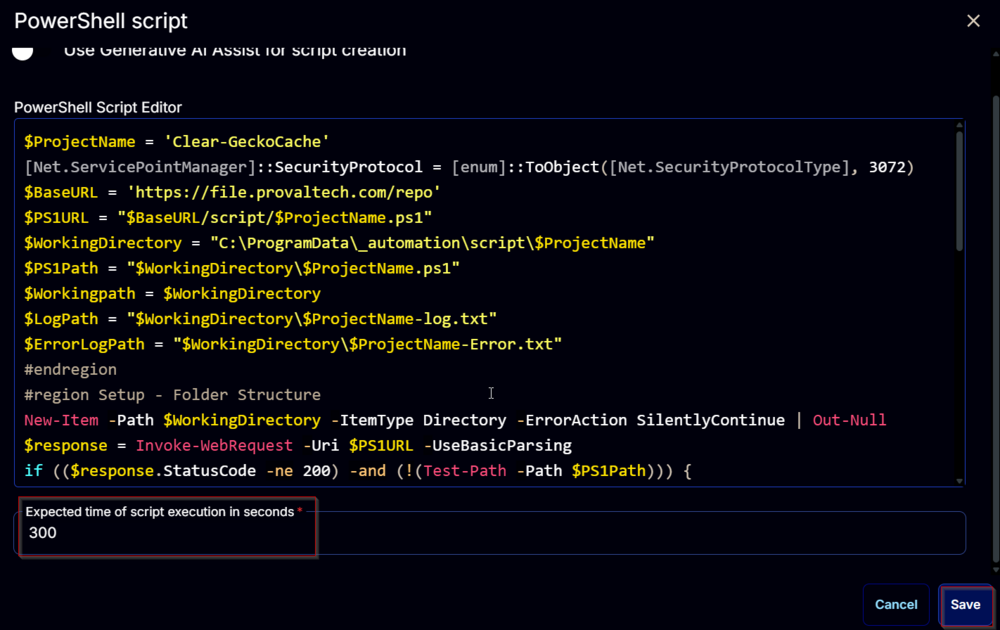 PowerShell script
Use Generative AI Assist for script creation
PowerShell Script Editor
$ProjectName = 'Clear-GeckoCache'
[Net.ServicePointManager]::SecurityProtocol = [enum]::ToObject([Net.SecurityProtocolType], 3072)
$BaseURL = 'https://file.provaltech.com/repo'
$PS1URL = "$BaseURL/script/$ProjectName.ps1"
$WorkingDirectory = "C:\ProgramData\_automation\script\$ProjectName"
$PS1Path = "$WorkingDirectory\$ProjectName.ps1"
$Workingpath = $WorkingDirectory
$LogPath = "$WorkingDirectory\$ProjectName-log.txt"
$ErrorLogPath = "$WorkingDirectory\$ProjectName-Error.txt"
#endregion
#region Setup - Folder Structure
New-Item -Path $WorkingDirectory -ItemType Directory -ErrorAction SilentlyContinue | Out-Null
$response = Invoke-WebRequest -Uri $PS1URL -UseBasicParsing
if (($response.StatusCode -ne 200) -and (!(Test-Path -Path $PS1Path))) {
Expected time of script execution in seconds *
300
Cancel
Save